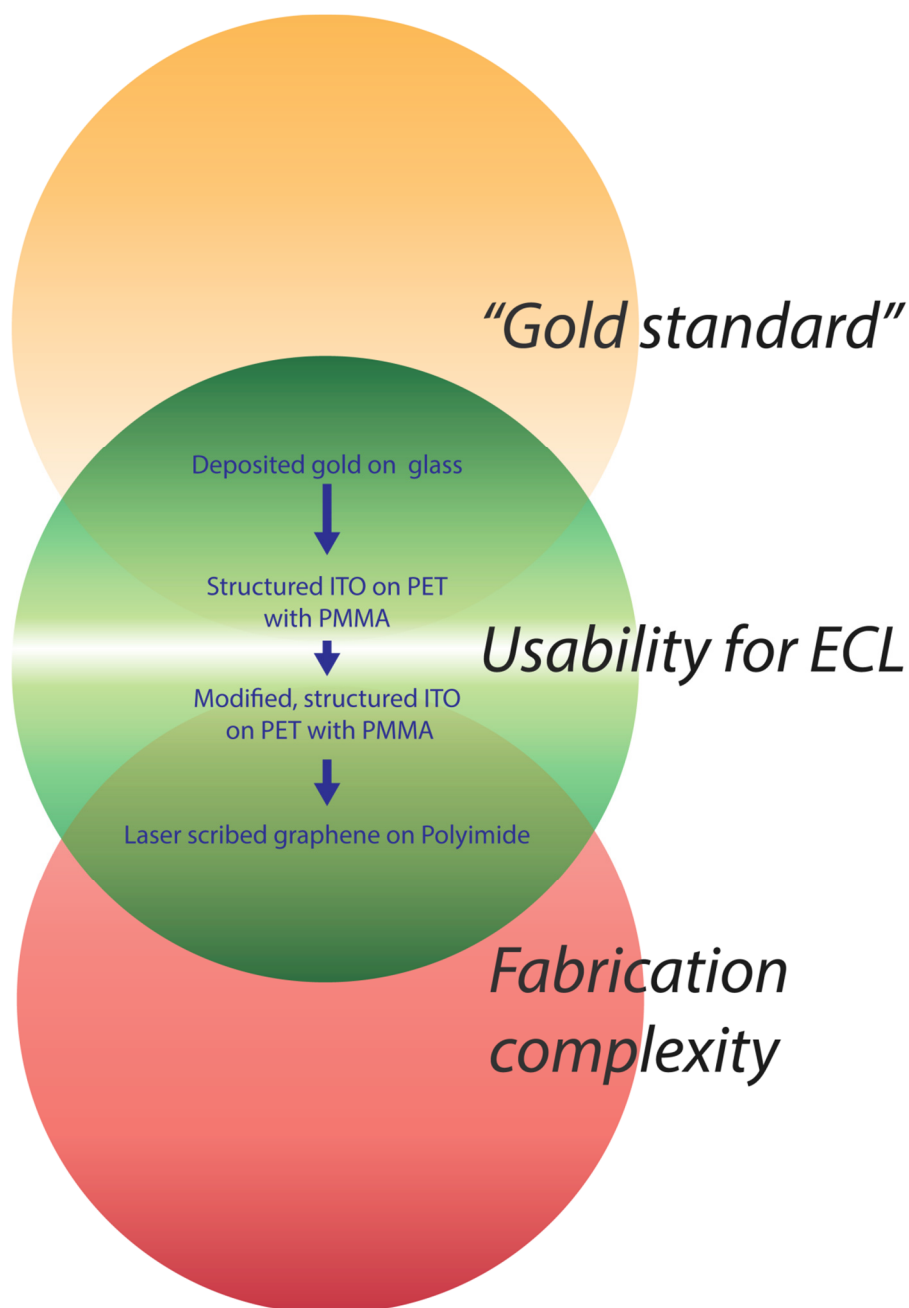 “Gold standard”
Deposited gold on glass
Structured ITO on PET
with PMMA
Usability for ECL
Modified, structured ITO
on PET with PMMA
Laser scribed graphene on Polyimide
Fabrication
complexity